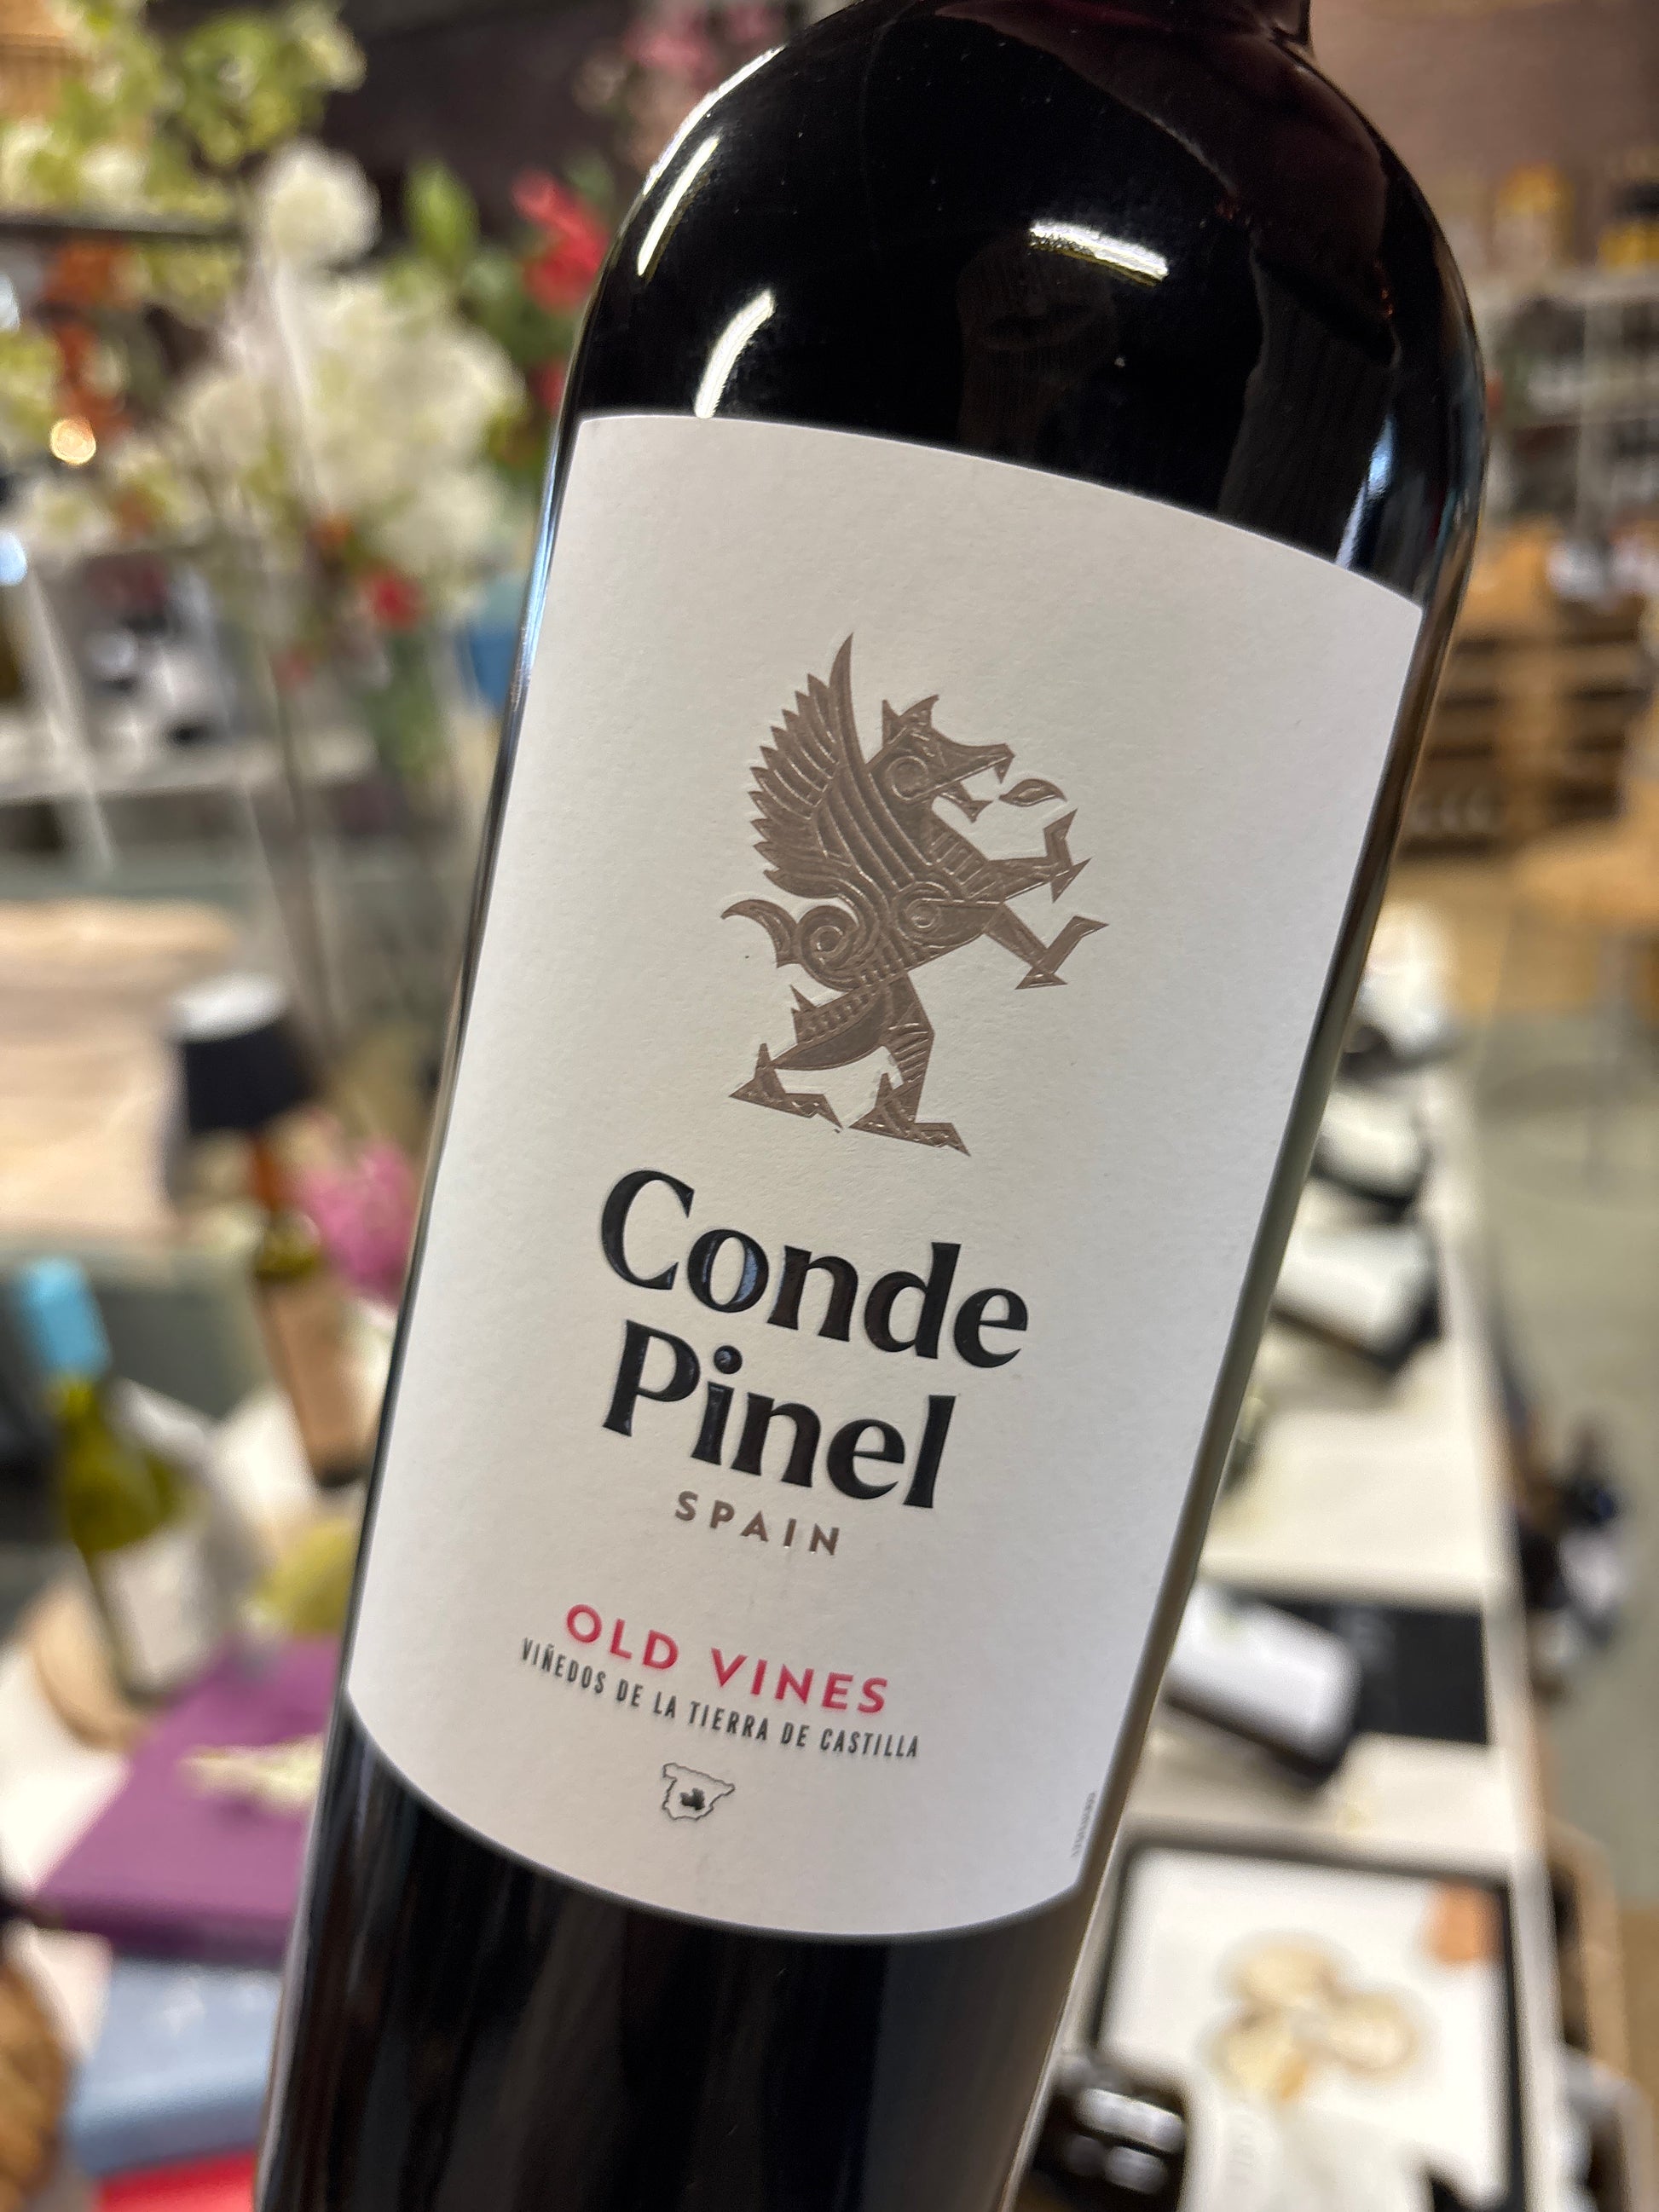 Conde
Pinel
SPAIN
OLD VINES
VIÑEDOS DE LA TIERRA DE CASTILLA